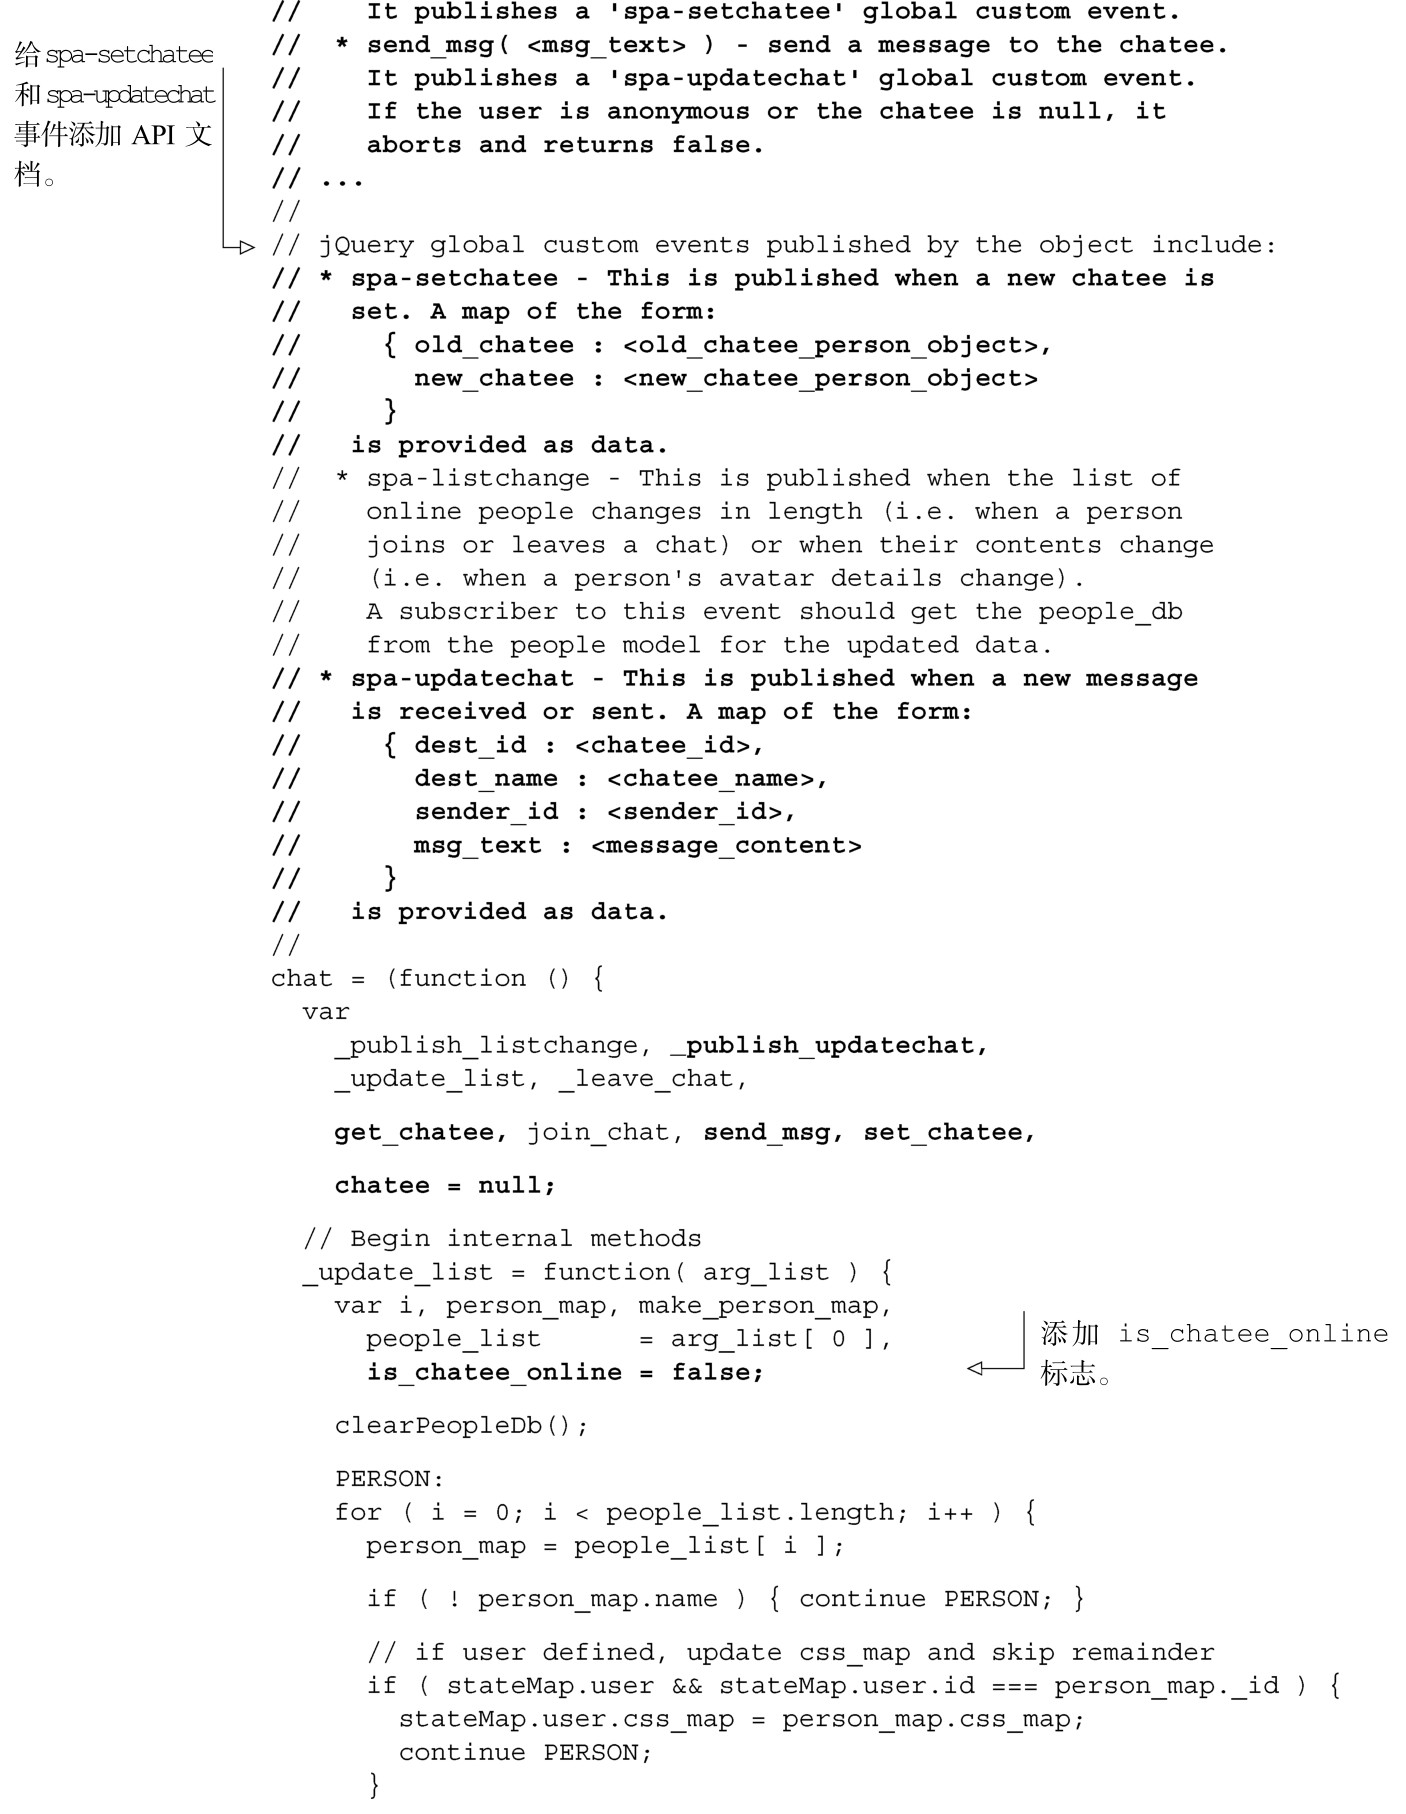 //    It publishes a 'spa-setchatee' global custom event.
//  * send_msg( <msg_text> ) - send a message to the chatee.
//    It publishes a 'spa-updatechat' global custom event.
//    If the user is anonymous or the chatee is null, it
//    aborts and returns false.
// ...
//
给 spa-setchatee
和 spa-updatechat
事件添加 API 文
档。
// jQuery global custom events published by the object include:
// * spa-setchatee - This is published when a new chatee is
//   set. A map of the form:
//     { old_chatee : <old_chatee_person_object>,
//       new_chatee : <new_chatee_person_object>
//     }
//   is provided as data.
//  * spa-listchange - This is published when the list of
//    online people changes in length (i.e. when a person
//    joins or leaves a chat) or when their contents change
//    (i.e. when a person's avatar details change).
//    A subscriber to this event should get the people_db
//    from the people model for the updated data.
// * spa-updatechat - This is published when a new message
//   is received or sent. A map of the form:
//     { dest_id : <chatee_id>,
//       dest_name : <chatee_name>,
//       sender_id : <sender_id>,
//       msg_text : <message_content>
//     }
//   is provided as data.
//
chat = (function () {
  var
    _publish_listchange, _publish_updatechat,
    _update_list, _leave_chat,
    get_chatee, join_chat, send_msg, set_chatee,
    chatee = null;
  // Begin internal methods
  _update_list = function( arg_list ) {
    var i, person_map, make_person_map,
      people_list      = arg_list[ 0 ],
      is_chatee_online = false;
添加 is_chatee_online
标志。
    clearPeopleDb();
    PERSON:
    for ( i = 0; i < people_list.length; i++ ) {
      person_map = people_list[ i ];
      if ( ! person_map.name ) { continue PERSON; }
      // if user defined, update css_map and skip remainder
      if ( stateMap.user && stateMap.user.id === person_map._id ) {
        stateMap.user.css_map = person_map.css_map;
        continue PERSON;
      }